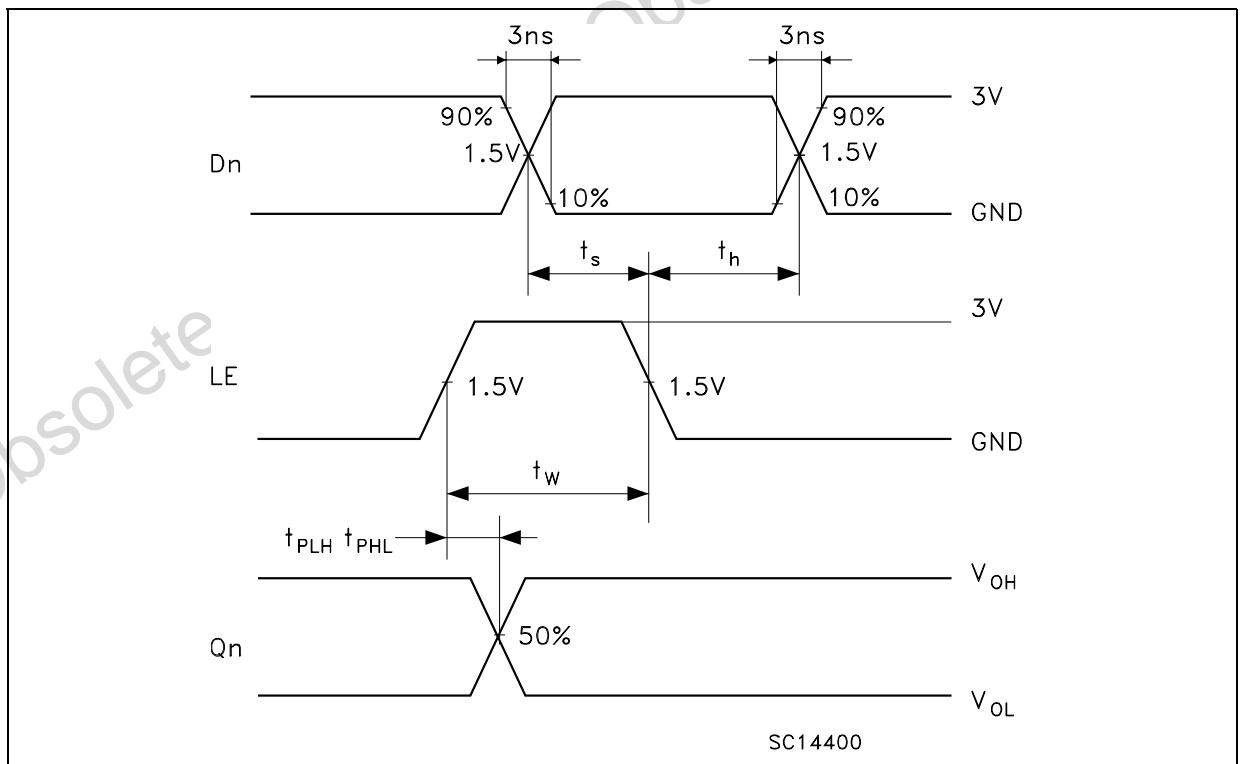 Obsolete
3ns 3ns
3V
90% 90%
Dn 1.5V 1.5V
10% 10%
GND
ts th
3V
LE 1.5V 1.5V
GND
tW
tPLH tPHL
VOH
Qn 50%
VOL
SC14400